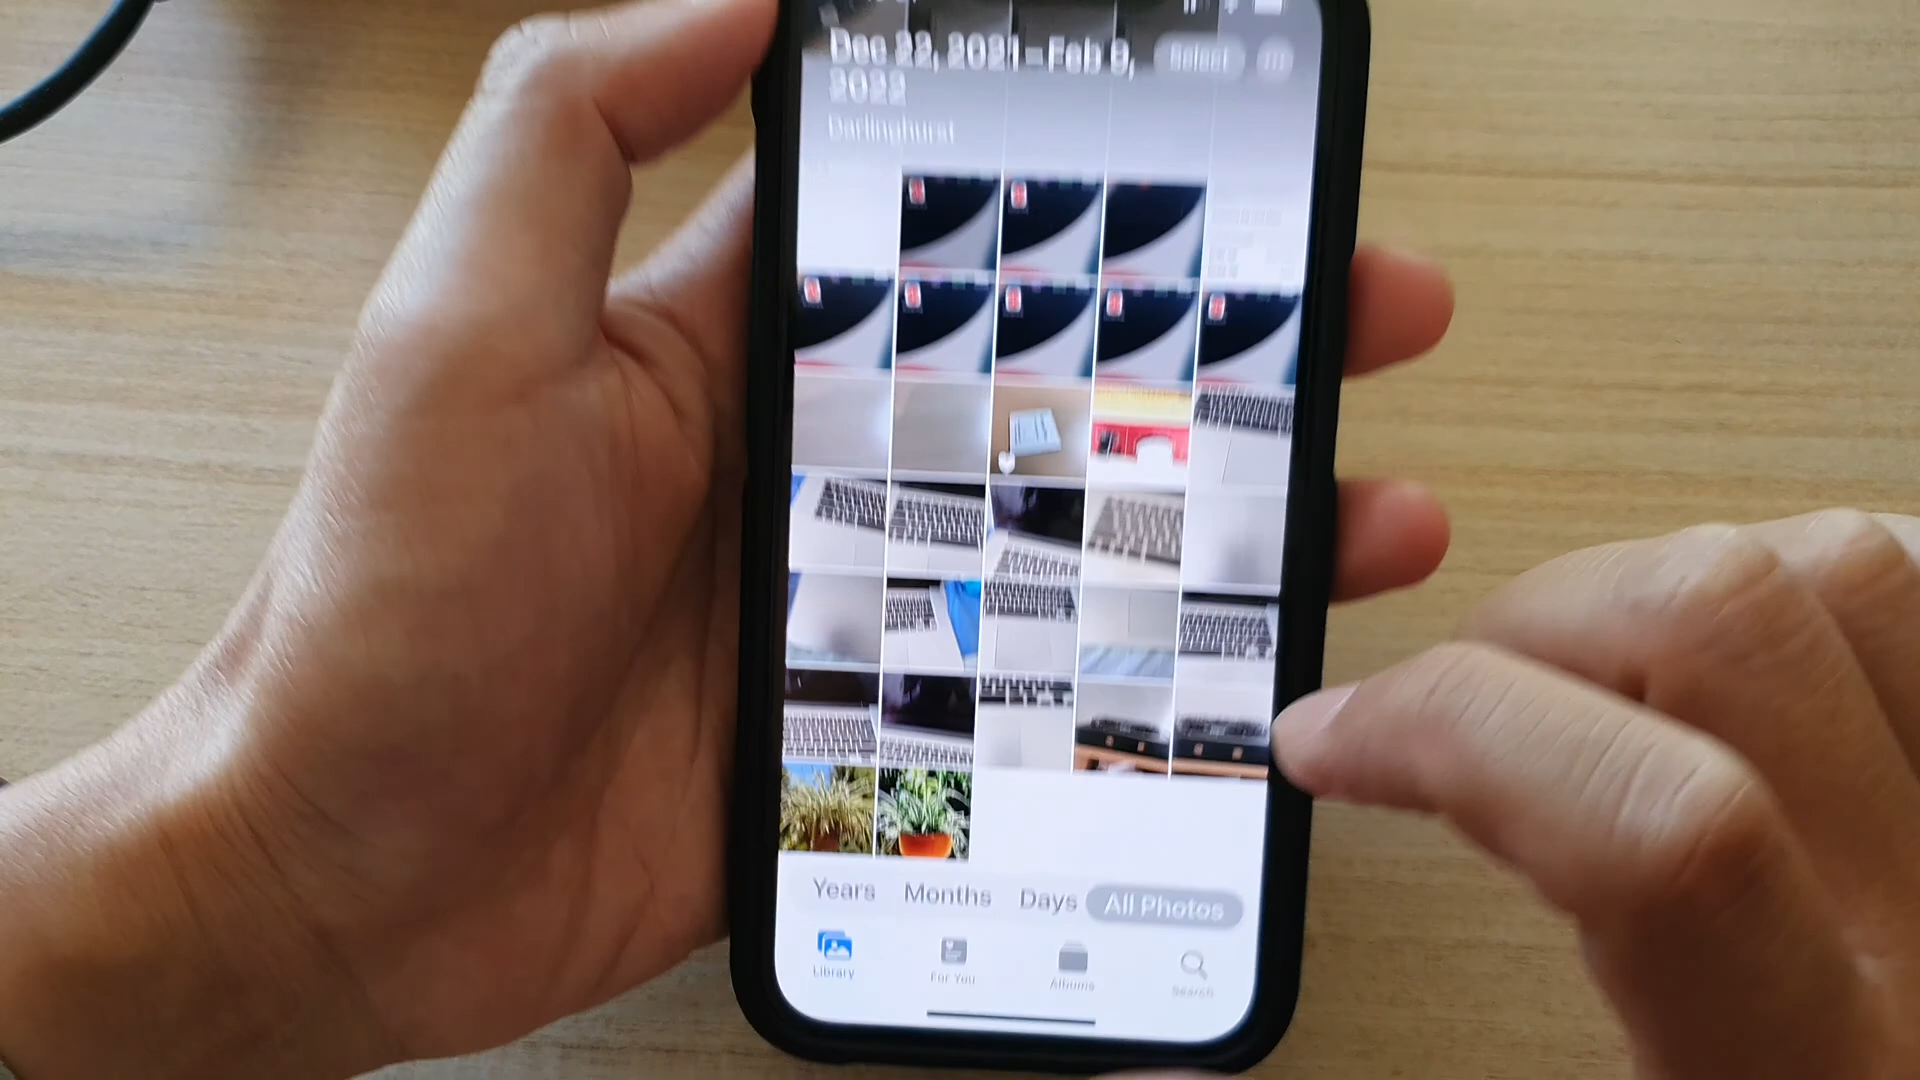 Dec 22, 2021–Feb 9,
2022
Select
Darlinghurst
Years Months Days All Photos
Library For You Albums Search